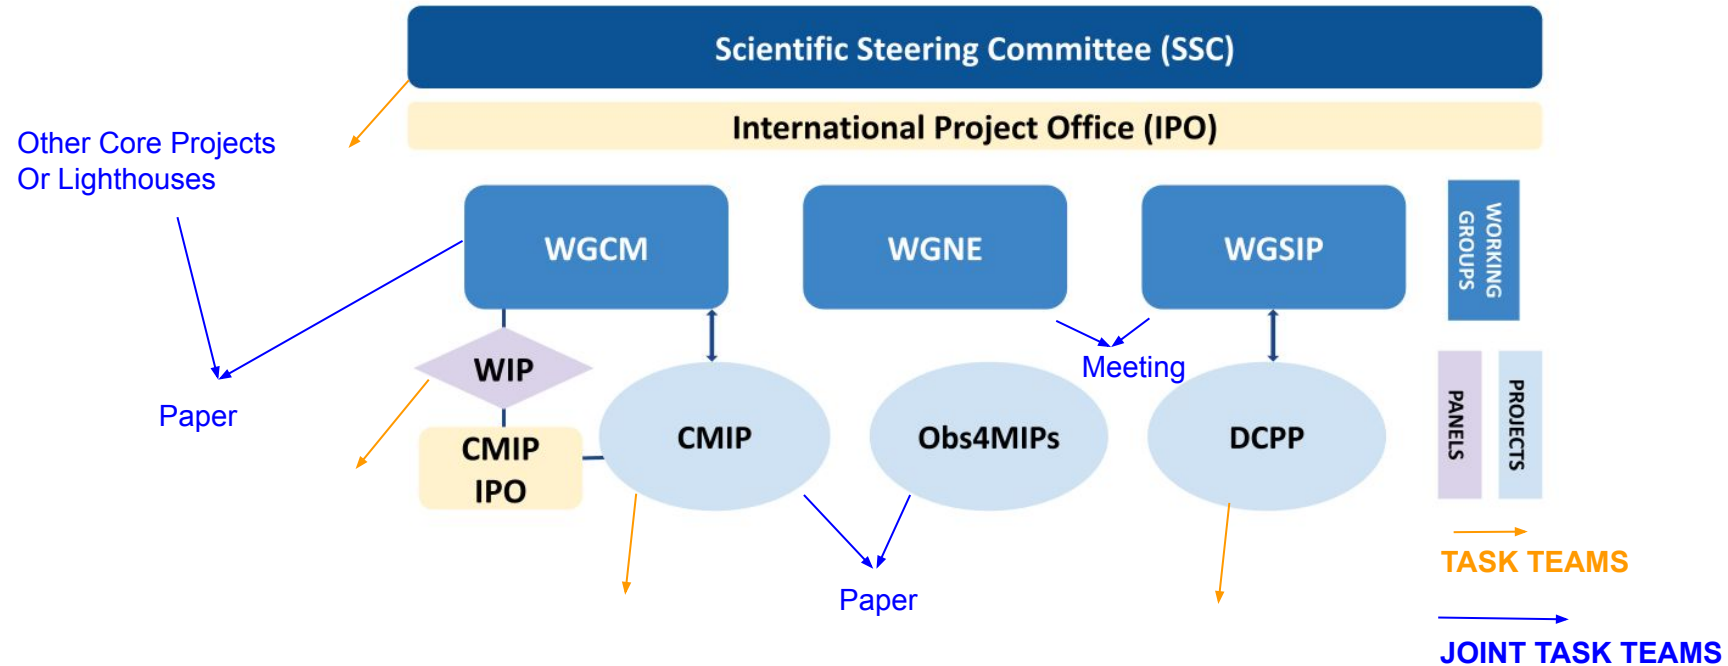 Scientific Steering Committee (SSC)
International Project Office (IPO)
Other Core Projects
Or Lighthouses
WGCM
WGNE
WGSIP
WORKING
GROUPS
WIP
Meeting
Paper
CMIP
IPO
CMIP
Obs4MIPs
DCPP
PANELS
PROJECTS
Paper
TASK TEAMS
JOINT TASK TEAMS